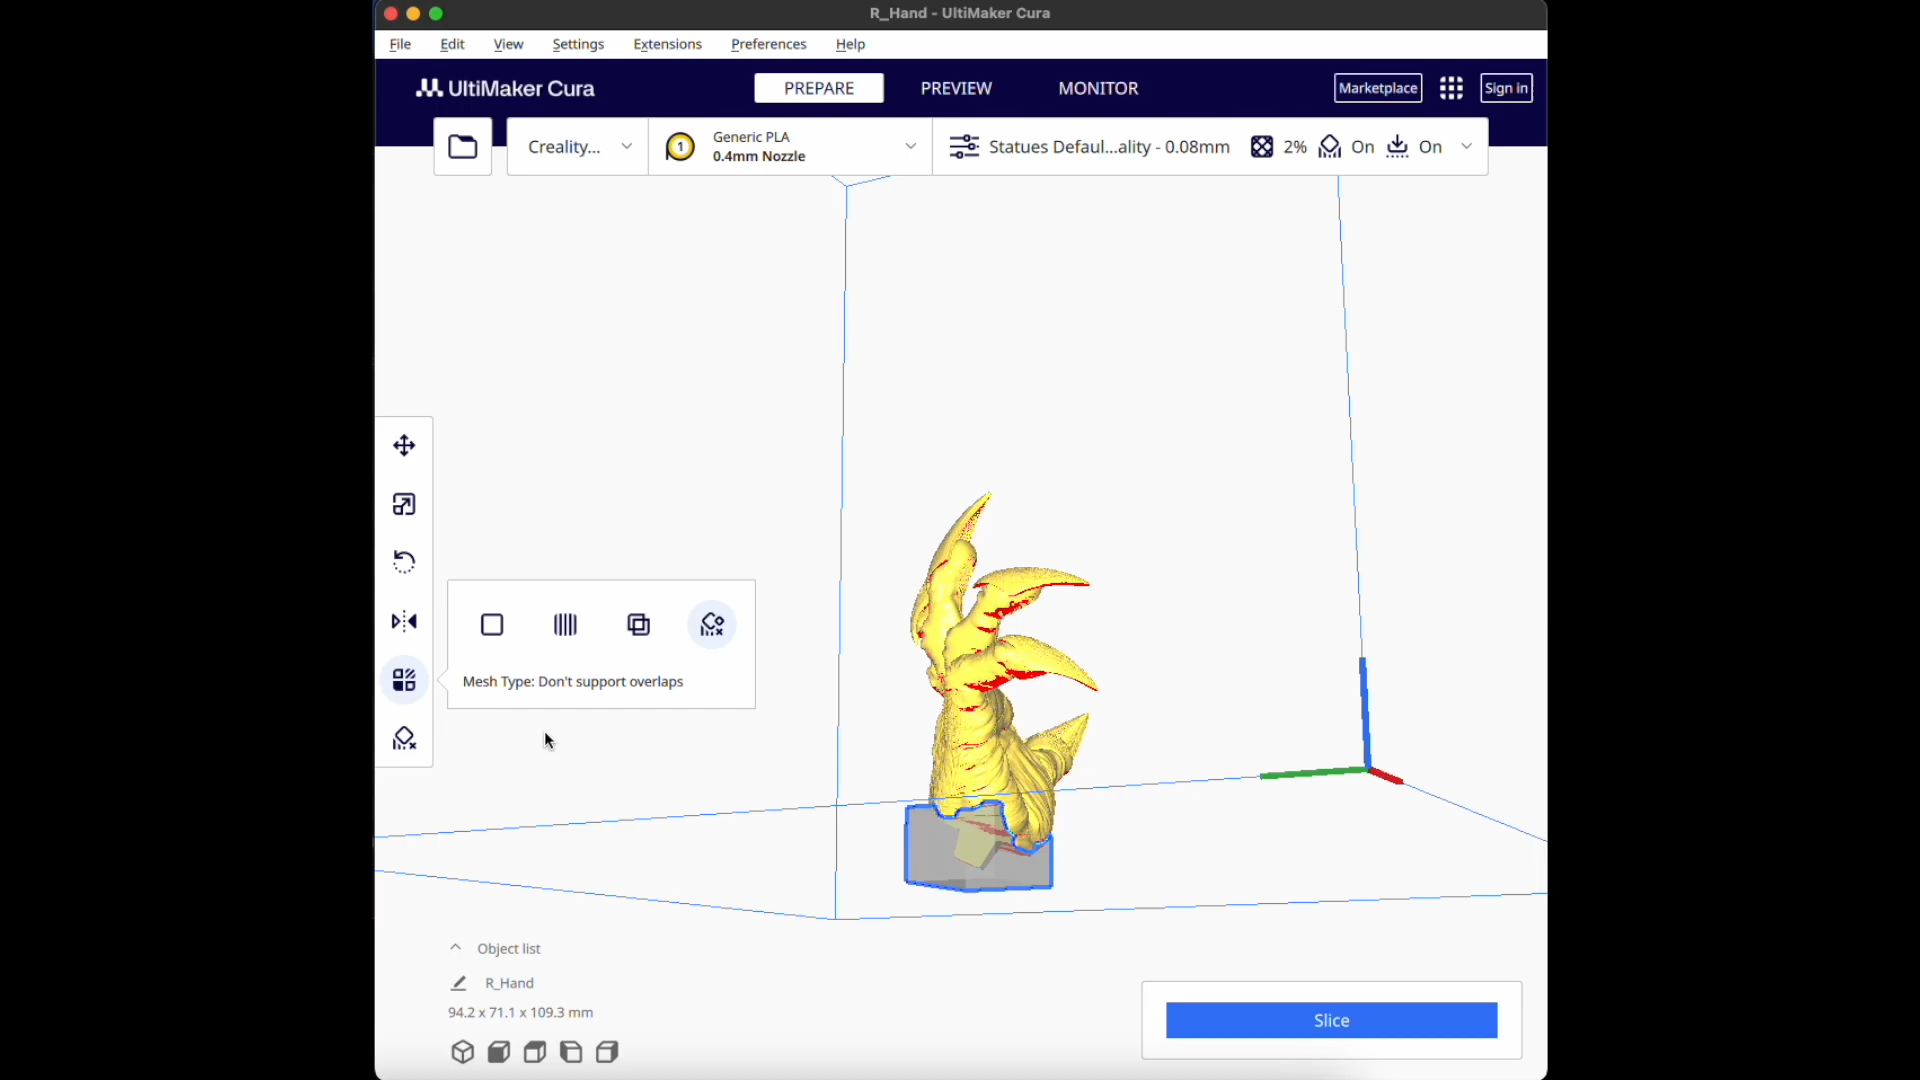 R_Hand - UltiMaker Cura
File Edit View Settings Extensions Preferences Help
UltiMaker Cura PREPARE PREVIEW MONITOR Marketplace Sign in
Creality...
1
Generic PLA
0.4mm Nozzle
Statues Defaul...ality - 0.08mm 2% On On
Mesh Type: Don't support overlaps
Object list
R_Hand
94.2 x 71.1 x 109.3 mm
Slice